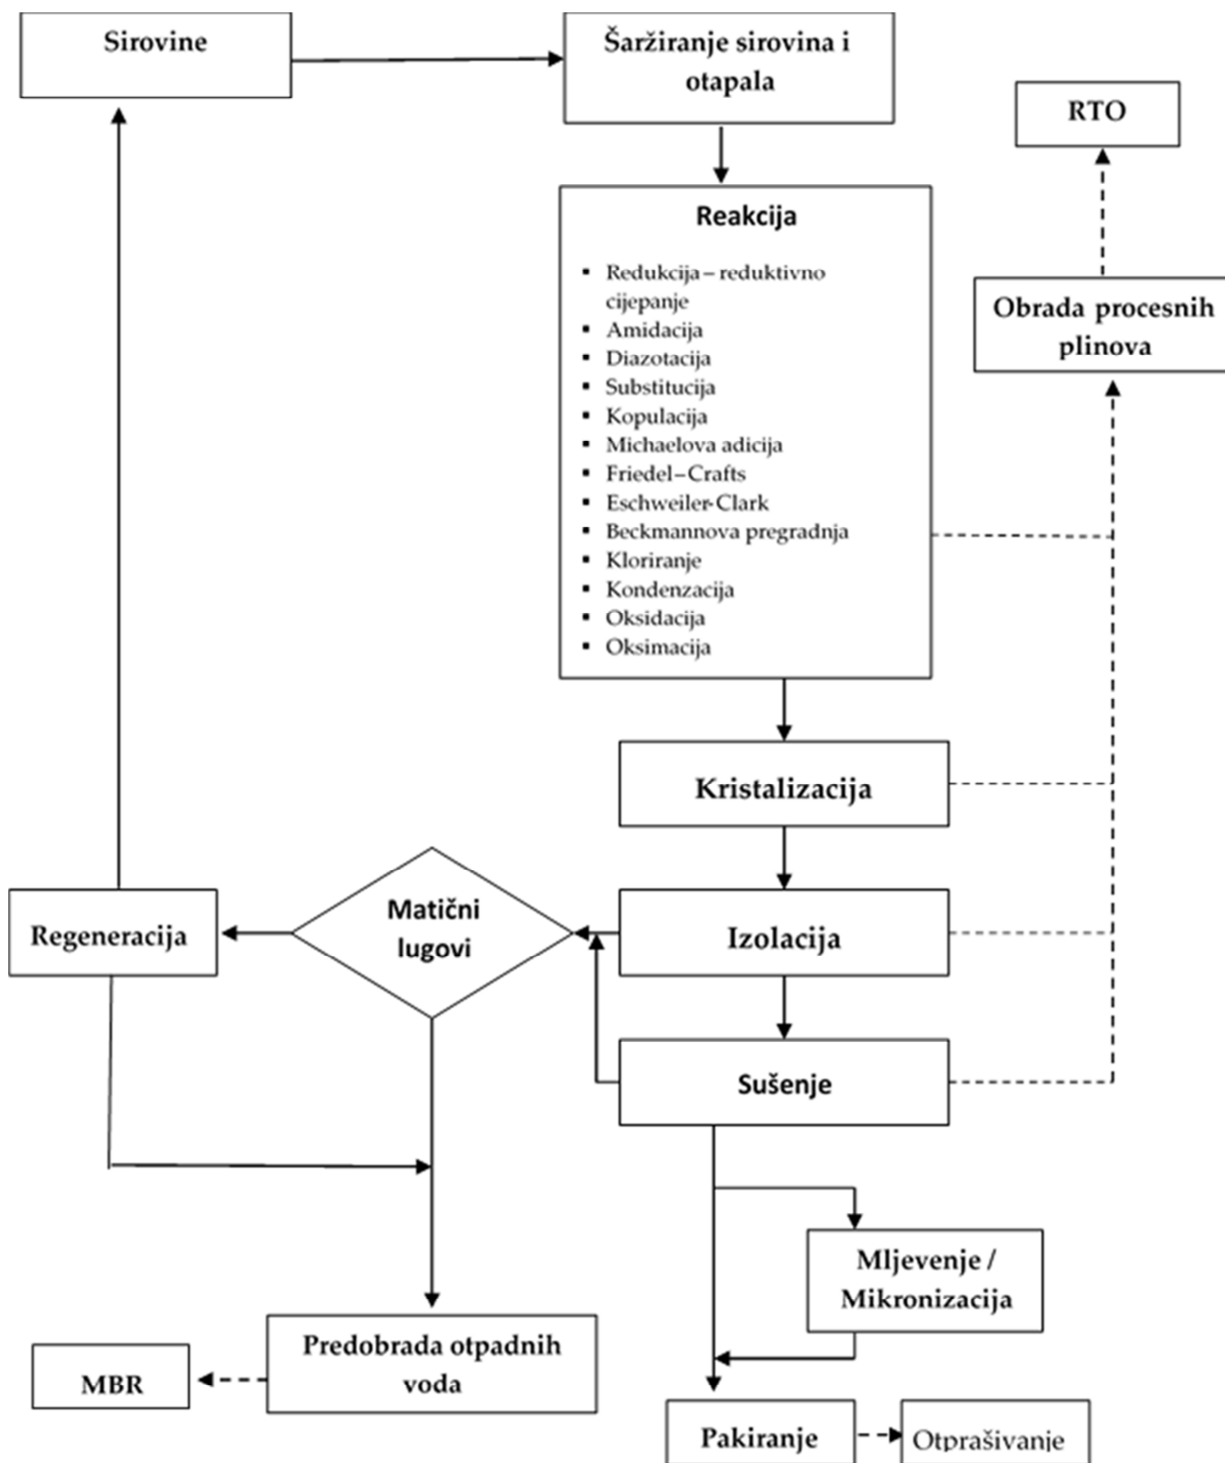 Sirovine
Šaržiranje sirovina i
otapala
RTO
Reakcija
▪ Redukcija – reduktivno
cijepanje
▪ Amidacija
▪ Diazotacija
▪ Substitucija
▪ Kopulacija
▪ Michaelova adicija
▪ Friedel–Crafts
▪ Eschweiler-Clark
▪ Beckmannova pregradnja
▪ Kloriranje
▪ Kondenzacija
▪ Oksidacija
▪ Oksimacija
Obrada procesnih
plinova
Kristalizacija
Regeneracija
Matični
lugovi
Izolacija
Sušenje
Mljevenje /
Mikronizacija
Predobrada otpadnih
voda
MBR
Pakiranje
Otprašivanje